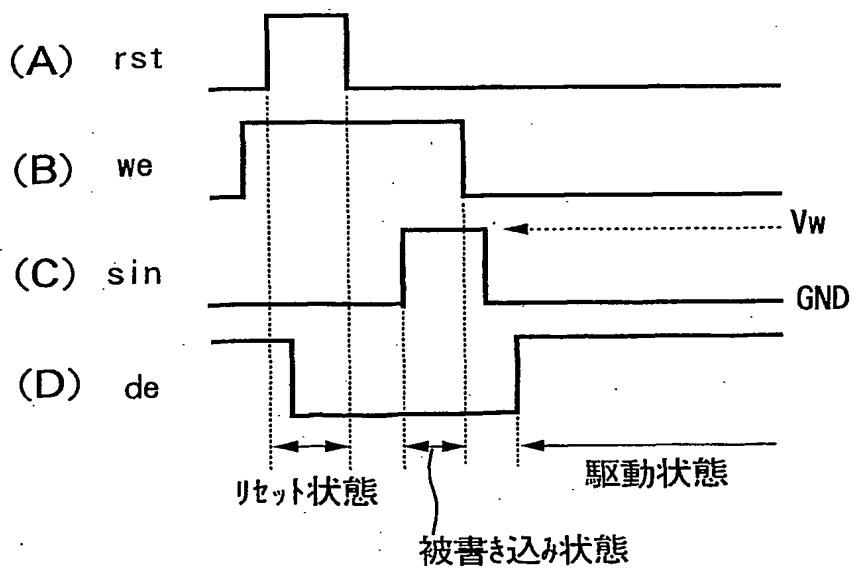 (A) rst
(B) we
Vw
(C) sin
GND
(D) de
リセット状態
駆動状態
被書き込み状態